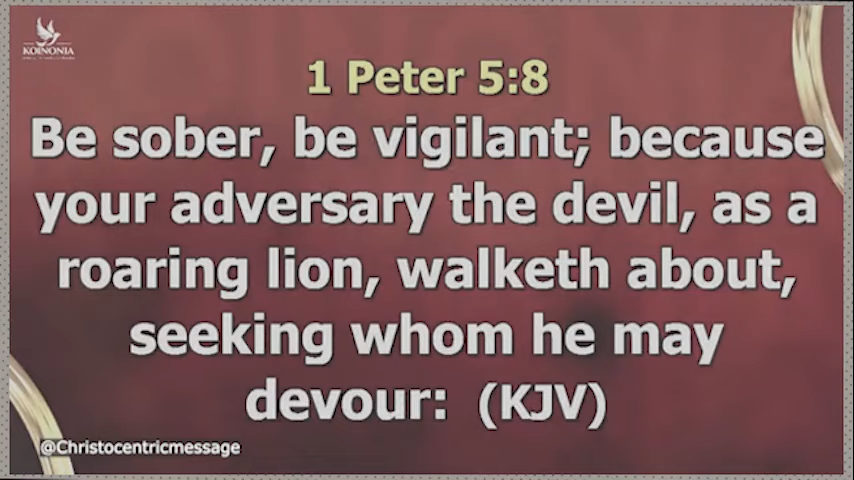 KOINONIA
1 Peter 5:8
Be sober, be vigilant; because
your adversary the devil, as a
roaring lion, walketh about,
seeking whom he may
devour: (KJV)
@Christocentricmessage